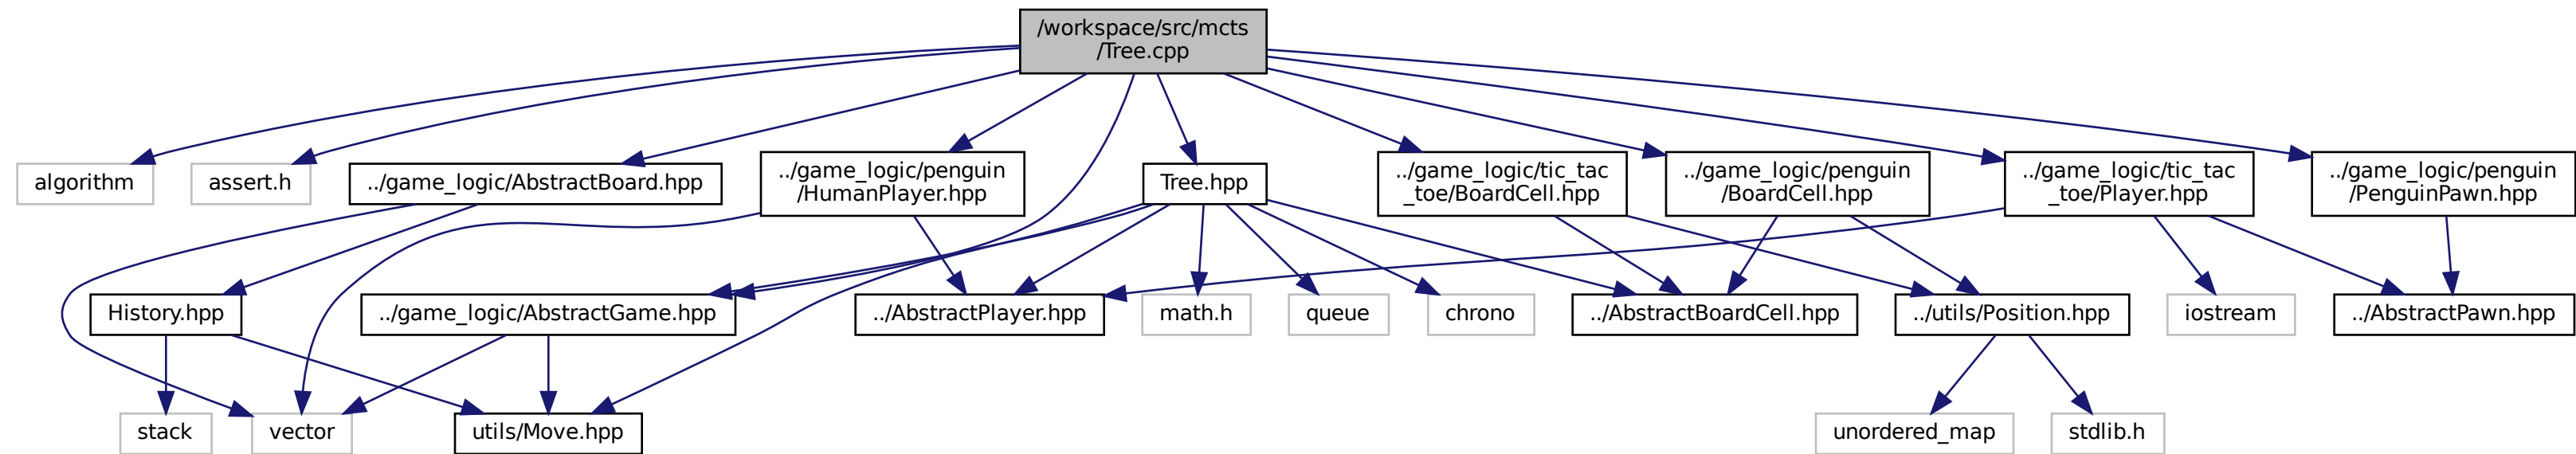 /workspace/src/mcts
/Tree.cpp
algorithm
assert.h
../game_logic/AbstractBoard.hpp
../game_logic/penguin
/HumanPlayer.hpp
Tree.hpp
../game_logic/tic_tac
_toe/BoardCell.hpp
../game_logic/penguin
/BoardCell.hpp
../game_logic/tic_tac
_toe/Player.hpp
../game_logic/penguin
/PenguinPawn.hpp
History.hpp
../game_logic/AbstractGame.hpp
../AbstractPlayer.hpp
math.h
queue
chrono
../AbstractBoardCell.hpp
../utils/Position.hpp
iostream
../AbstractPawn.hpp
stack
vector
utils/Move.hpp
unordered_map
stdlib.h